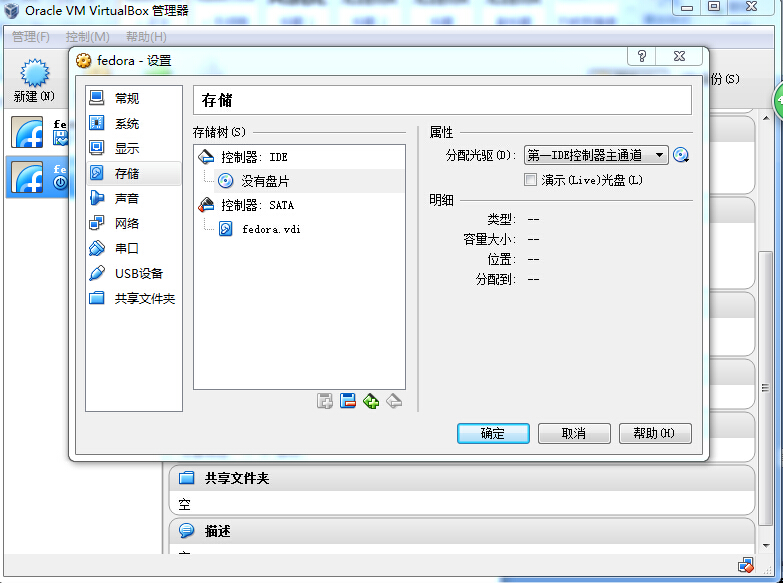 Oracle VM VirtualBox 管理器
管理(F) 控制(M) 帮助(H)
新建(N)
份(S)
fe
fe
fedora - 设置
常规
系统
显示
存储
声音
网络
串口
USB设备
共享文件夹
存储
存储树(S)
控制器: IDE
没有盘片
控制器: SATA
fedora.vdi
属性
分配光驱(D): 第一IDE控制器主通道
演示(Live)光盘(L)
明细
类型: --
容量大小: --
位置: --
分配到: --
确定 取消 帮助(H)
共享文件夹
空
描述